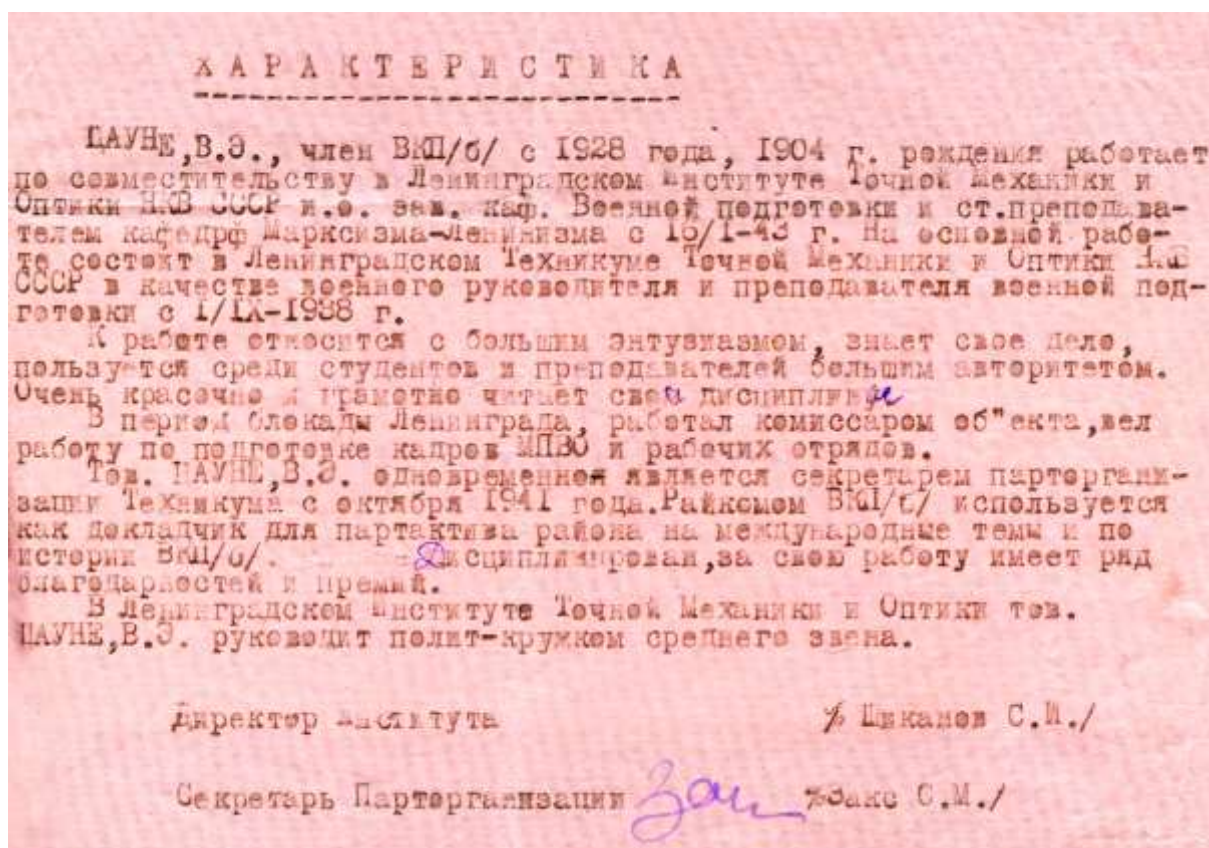 ХАРАКТЕРИСТИКА
ЦАУНЕ,В.Э., член ВКП/б/ с 1928 года, 1904 г. рождения работает
по совместительству в Ленинградском Институте Точной Механики и
Оптики НКВ СССР и.о. зав. каф. Военной подготовки и ст.преподава-
телем кафедрф Марксизма-Ленинизма с 15/I-43 г. На основной рабо-
те состоит в Ленинградском Техникуме Точной Механики и Оптики НКВ
СССР в качестве военного руководителя и преподавателя военной под-
готовки с I/IX-1938 г.
К работе относится с большим энтузиазмом, знает свое дело,
пользуется среди студентов и преподавателей большим авторитетом.
Очень красочно и грамотно читает свои дисциплины
В период блокады Ленинграда, работал комиссаром об"екта,вел
работу по подготовке кадров МПВО и рабочих отрядов.
Тов. ЦАУНЕ,В.Э. одновременно является секретарем парторгани-
зации Техникума с октября 1941 года.Райкомом ВКП/б/ используется
как докладчик для партактива района на международные темы и по
истории ВКП/б/. Дисциплинирован,за свою работу имеет ряд
благодарностей и премий.
В Ленинградском Институте Точной Механики и Оптики тов.
ЦАУНЕ,В.Э. руководит полит-кружком среднего звена.
Директор Института / Шиканов С.И./
Секретарь Парторганизации Зак /Закс С.М./